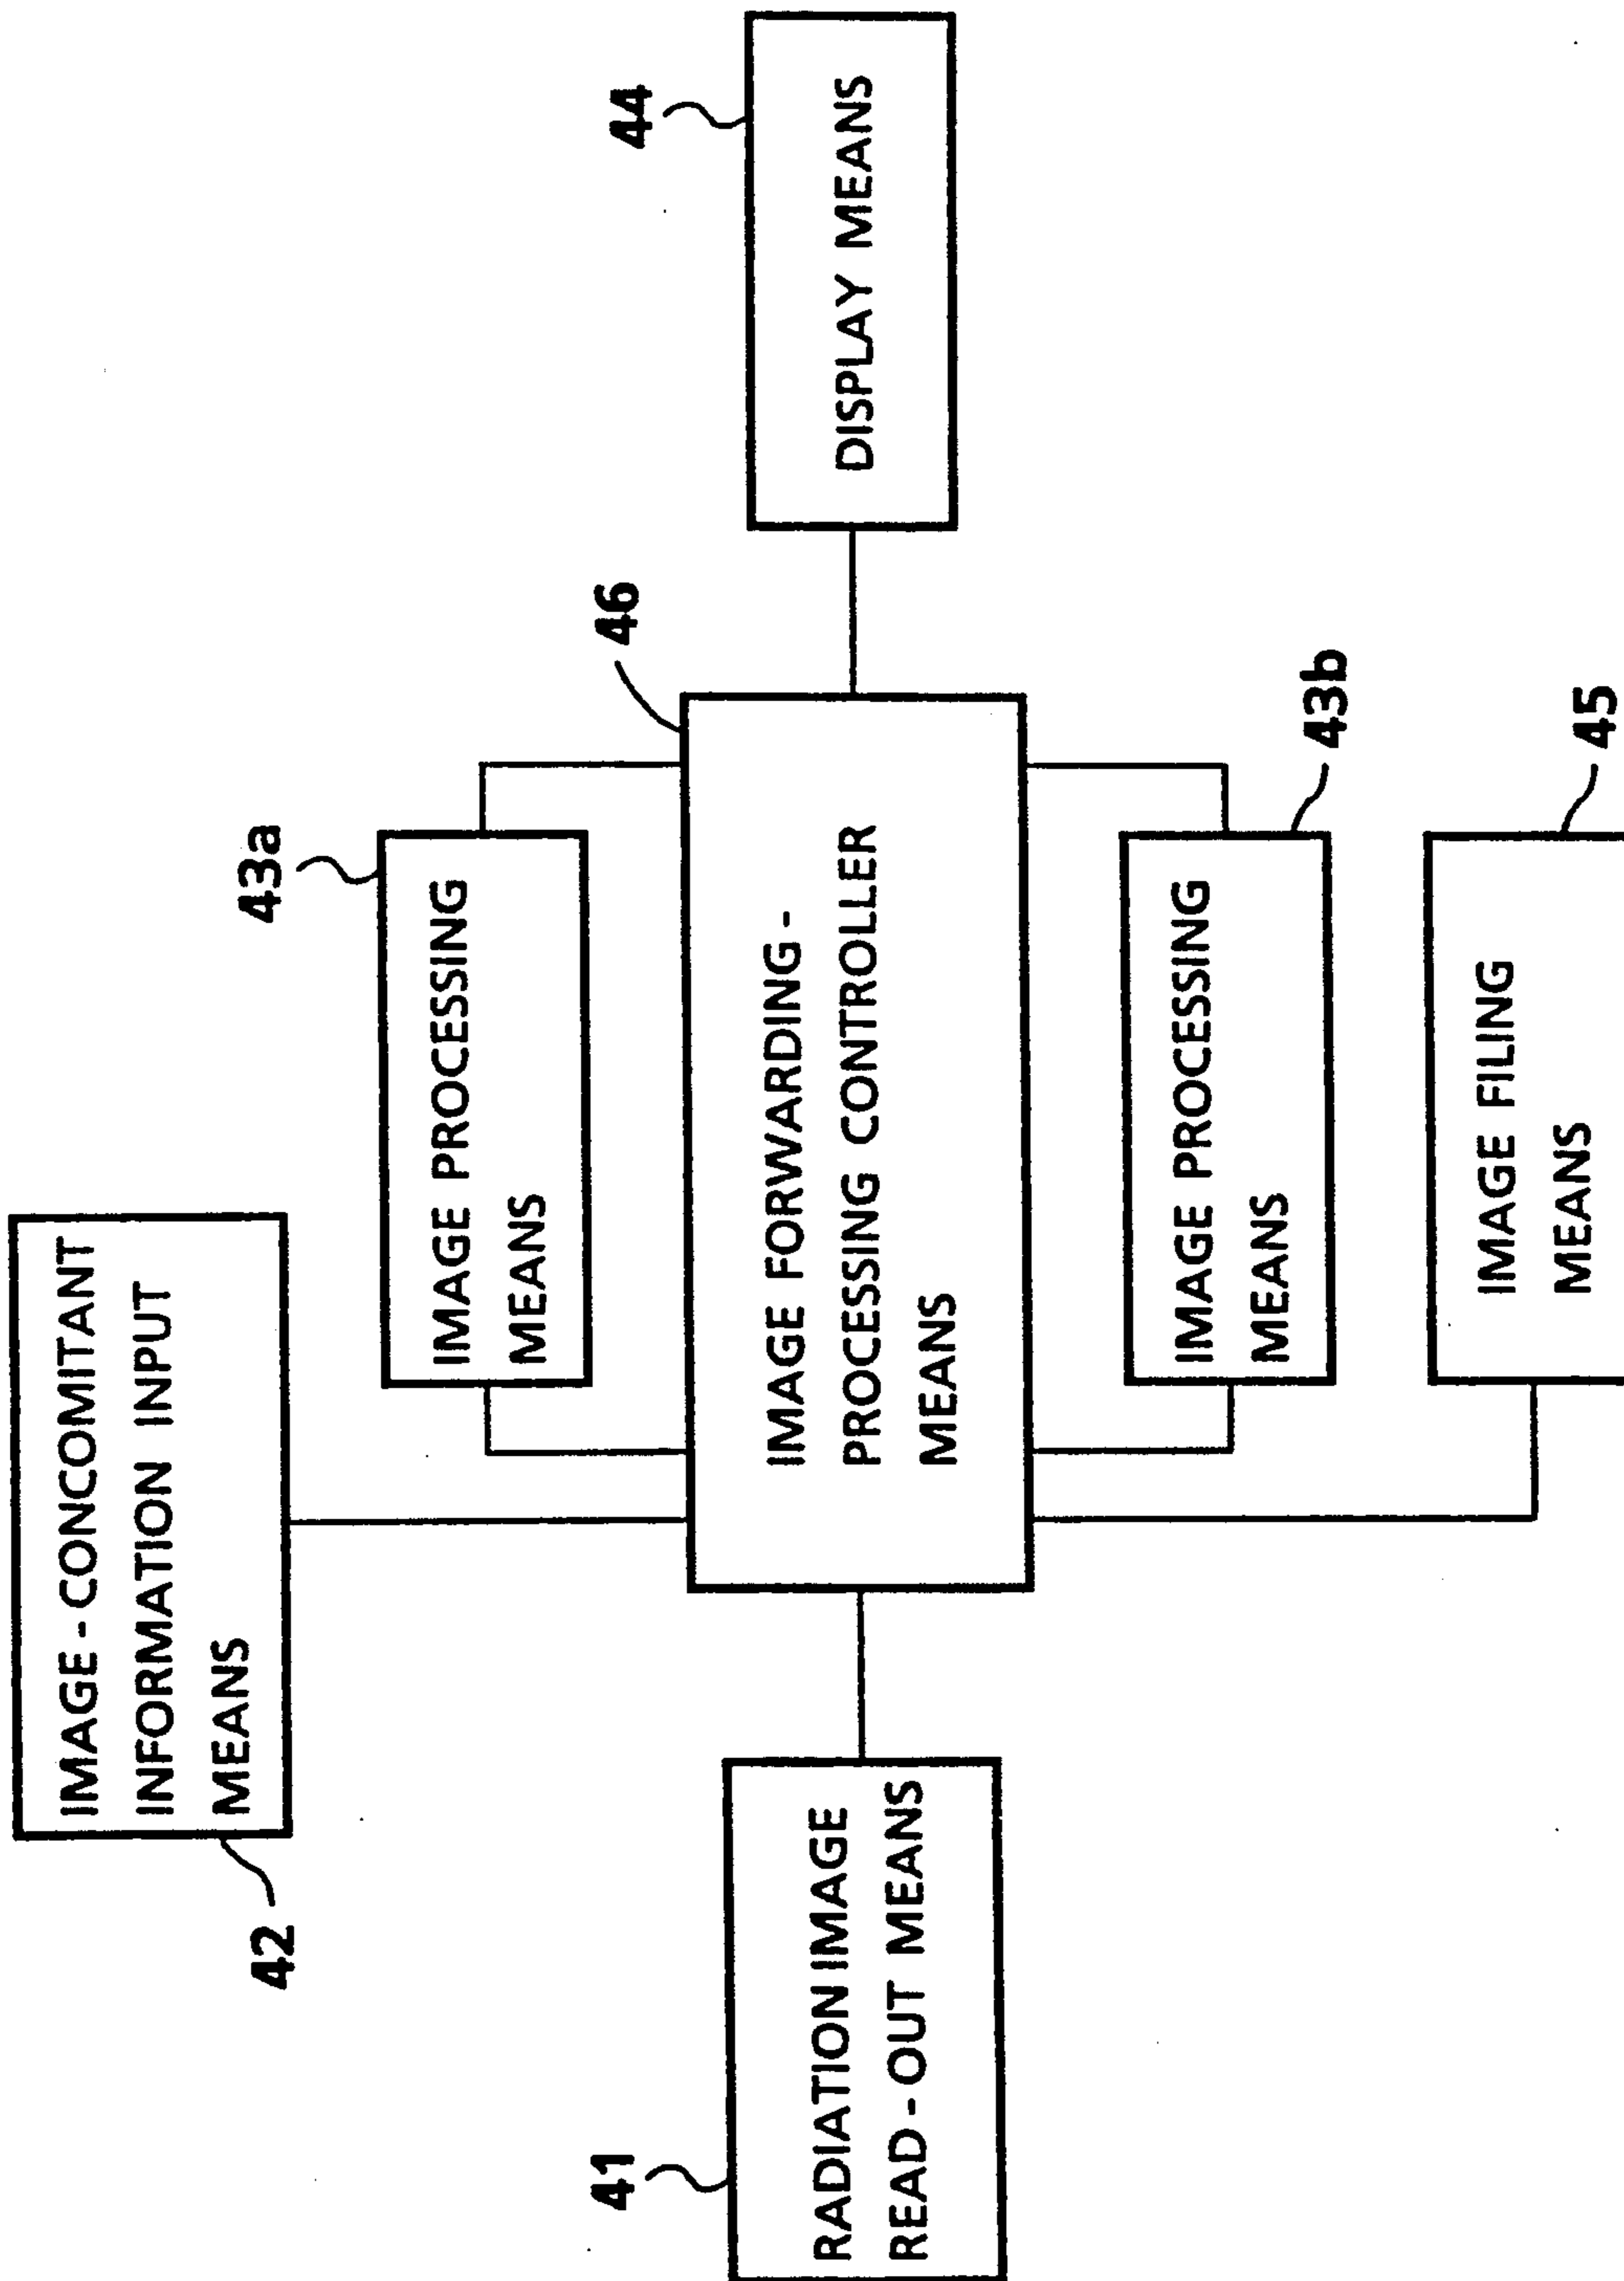 42
IMAGE - CONCOMITANT
INFORMATION INPUT
MEANS
43a
IMAGE PROCESSING
MEANS
41
RADIATION IMAGE
READ - OUT MEANS
46
IMAGE FORWARDING -
PROCESSING CONTROLLER
MEANS
44
DISPLAY MEANS
43b
IMAGE PROCESSING
MEANS
45
IMAGE FILING
MEANS